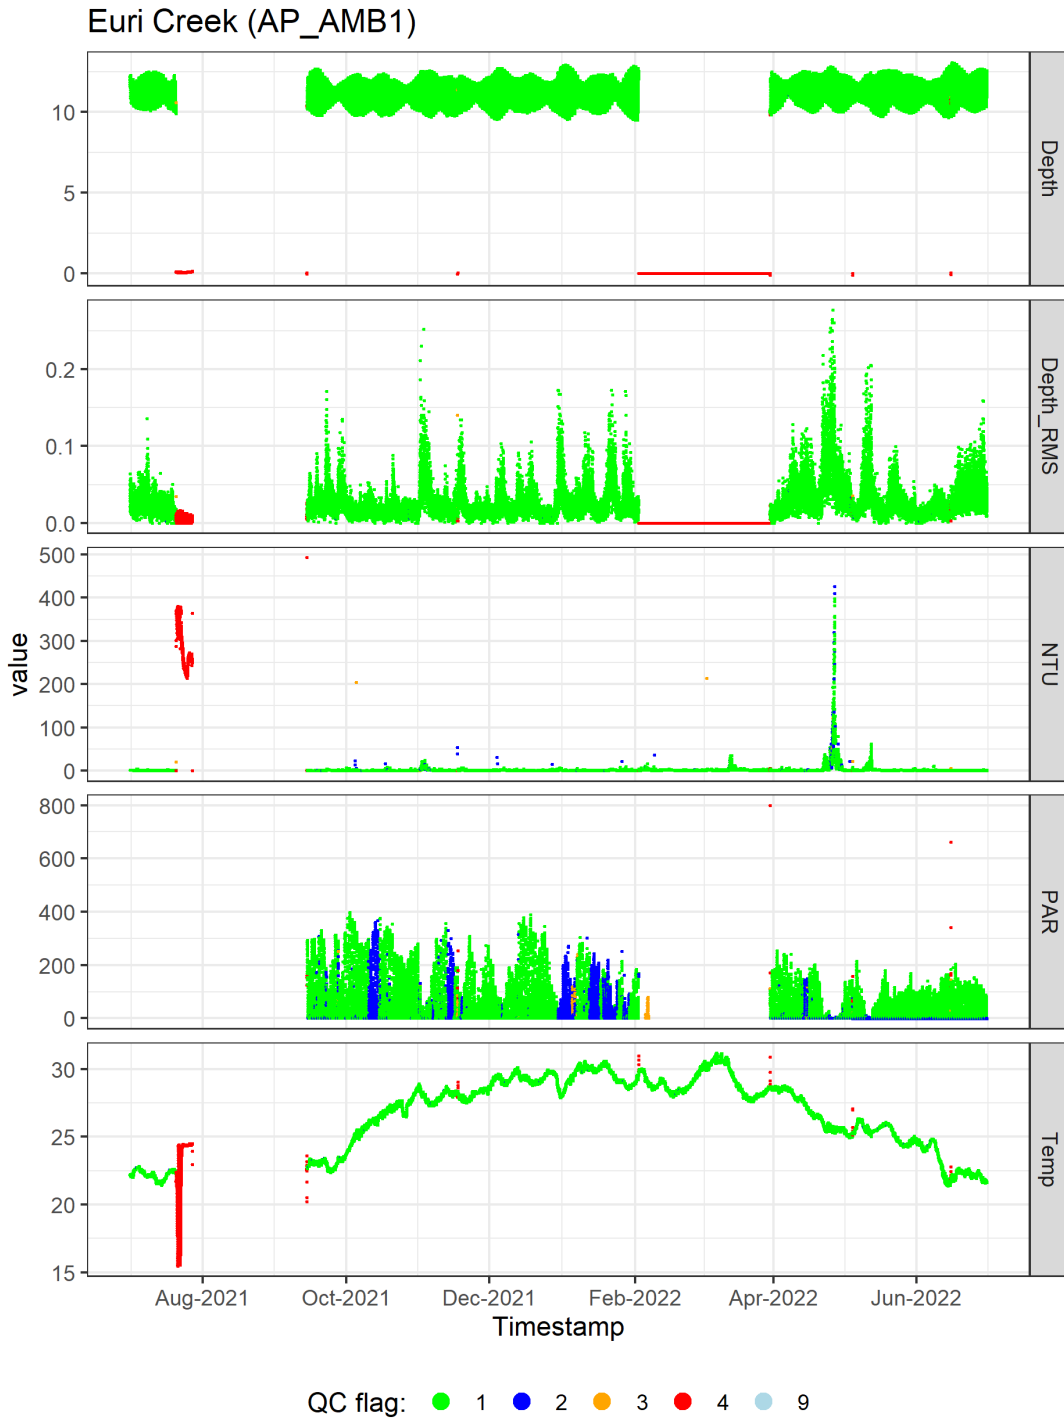 Euri Creek (AP_AMB1)
10
5
0
Depth
0.2
0.1
0.0
Depth_RMS
500
400
300
200
100
0
NTU
value
800
600
400
200
0
PAR
30
25
20
15
Temp
Aug-2021 Oct-2021 Dec-2021 Feb-2022 Apr-2022 Jun-2022
Timestamp
QC flag: 1 2 3 4 9